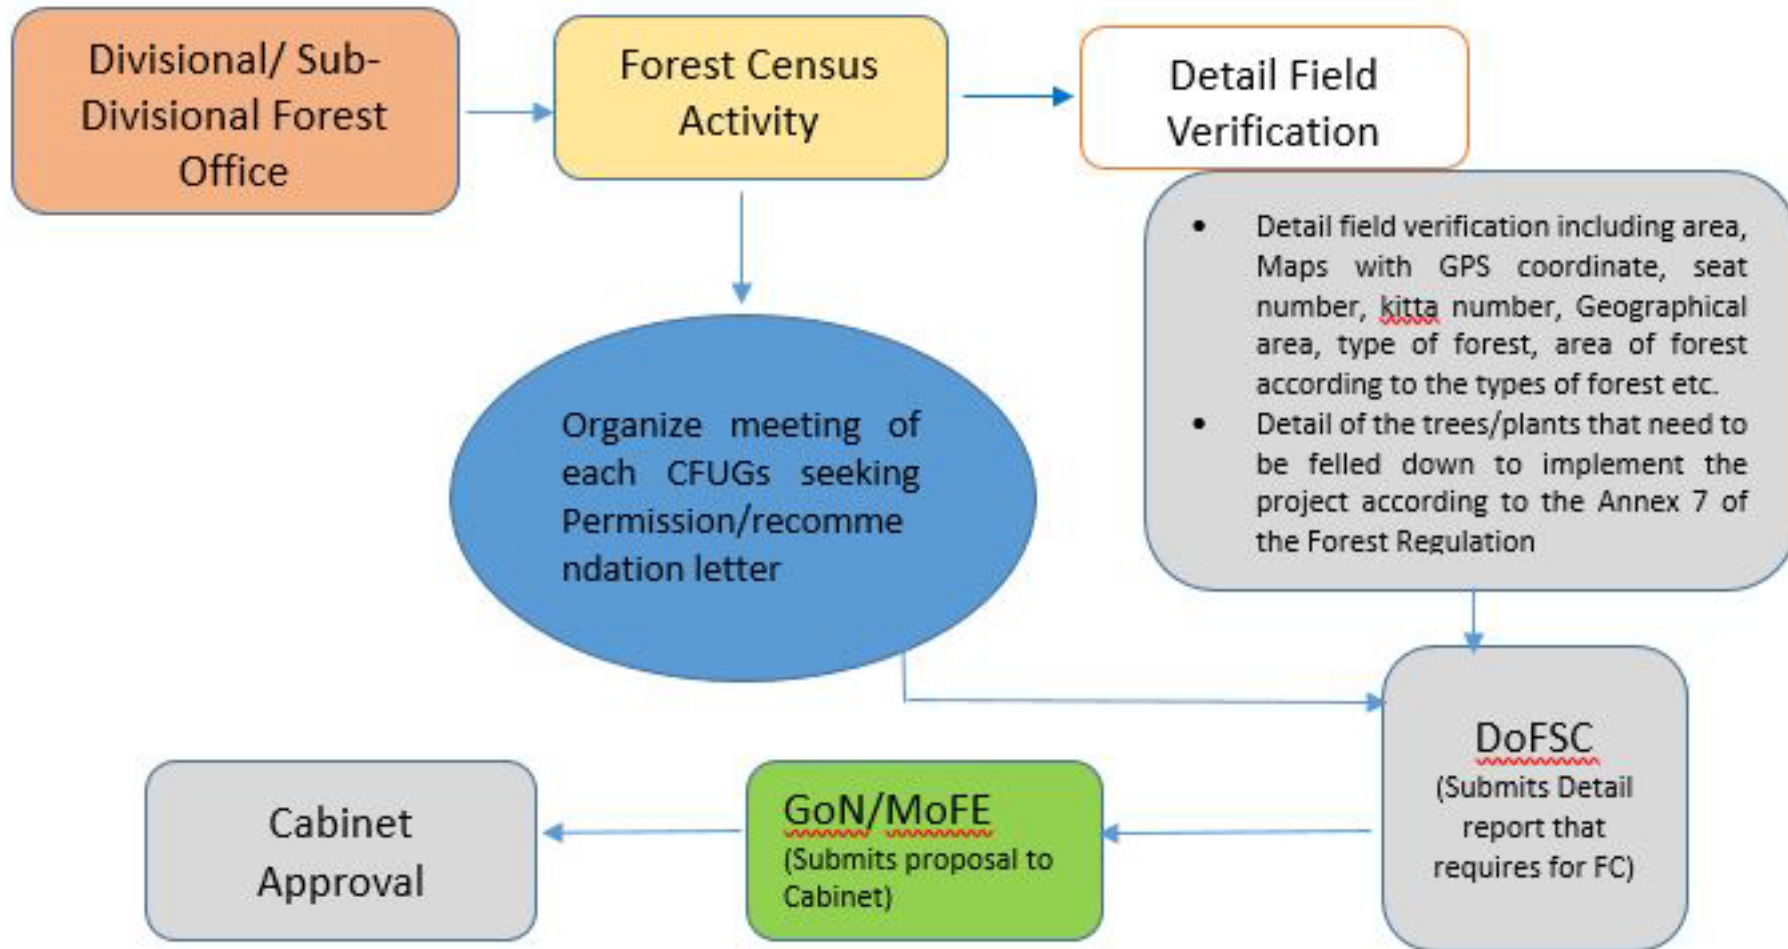 Divisional/ Sub-
Divisional Forest
Office
Forest Census
Activity
Detail Field
Verification
• Detail field verification including area,
Maps with GPS coordinate, seat
number, kitta number, Geographical
area, type of forest, area of forest
according to the types of forest etc.
• Detail of the trees/plants that need to
be felled down to implement the
project according to the Annex 7 of
the Forest Regulation
Organize meeting of
each CFUGs seeking
Permission/recomme
ndation letter
DoFSC
(Submits Detail
report that
requires for FC)
GoN/MoFE
(Submits proposal to
Cabinet)
Cabinet
Approval